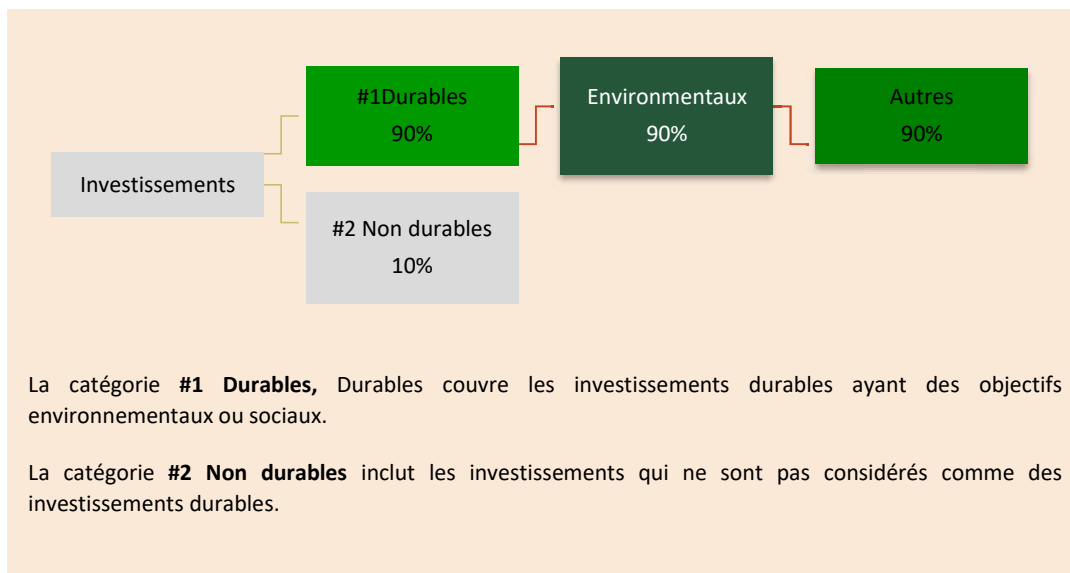 #1Durables
90%
Environmentaux
90%
Autres
90%
Investissements
#2 Non durables
10%
La catégorie #1 Durables, Durables couvre les investissements durables ayant des objectifs
environnementaux ou sociaux.
La catégorie #2 Non durables inclut les investissements qui ne sont pas considérés comme des
investissements durables.